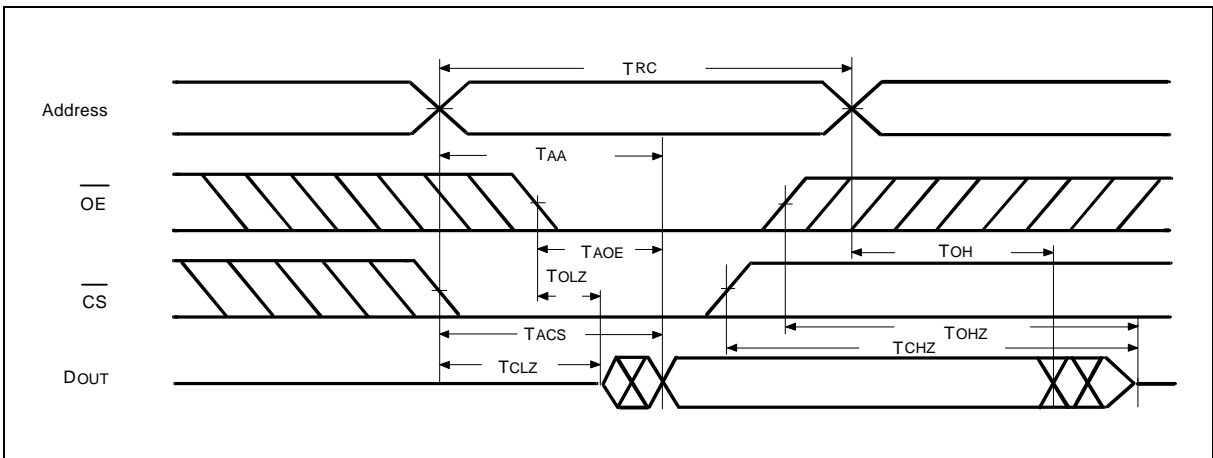 TRC
Address
TAA
OE
TAOE
TOH
TOLZ
CS
TACS
TOHZ
TCHZ
TCLZ
DOUT